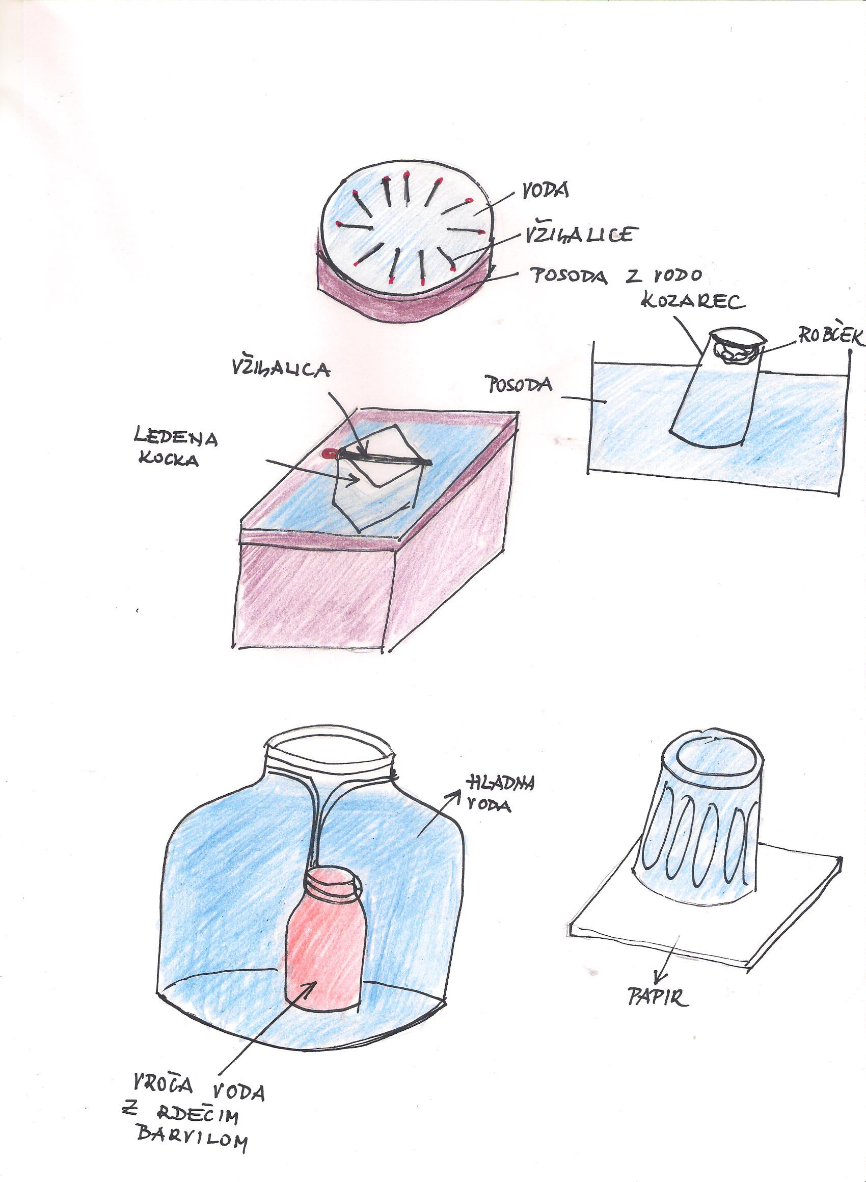 VODA
VŽIGALICE
POSODA Z VODO
KOZAREC
ROBČEK
POSODA
VŽIGALICA
LEDENA
KOCKA
HLADNA
VODA
PAPIR
VROČA VODA
Z RDEČIM
BARVILOM